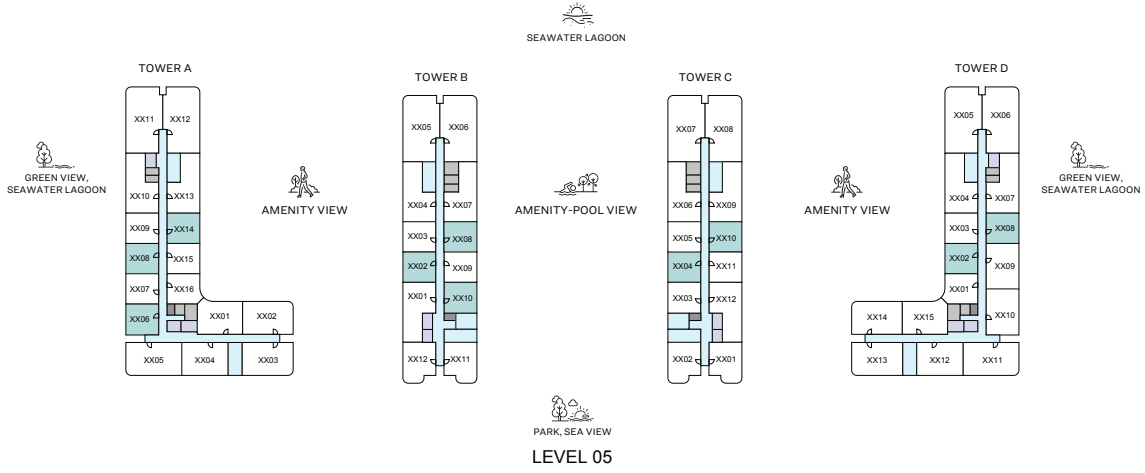 SEAWATER LAGOON
TOWER A
TOWER B
TOWER C
TOWER D
XX11
XX12
XX05
XX06
XX07
XX08
XX05
XX06
GREEN VIEW,
SEAWATER LAGOON
AMENITY VIEW
AMENITY-POOL VIEW
AMENITY VIEW
GREEN VIEW,
SEAWATER LAGOON
XX10
XX13
XX04
XX07
XX06
XX09
XX04
XX07
XX09
XX14
XX03
XX08
XX05
XX10
XX03
XX08
XX08
XX15
XX02
XX09
XX04
XX11
XX02
XX09
XX07
XX16
XX01
XX10
XX03
XX12
XX01
XX10
XX06
XX01
XX02
XX14
XX15
XX05
XX04
XX03
XX12
XX11
XX02
XX01
XX13
XX12
XX11
PARK, SEA VIEW
LEVEL 05